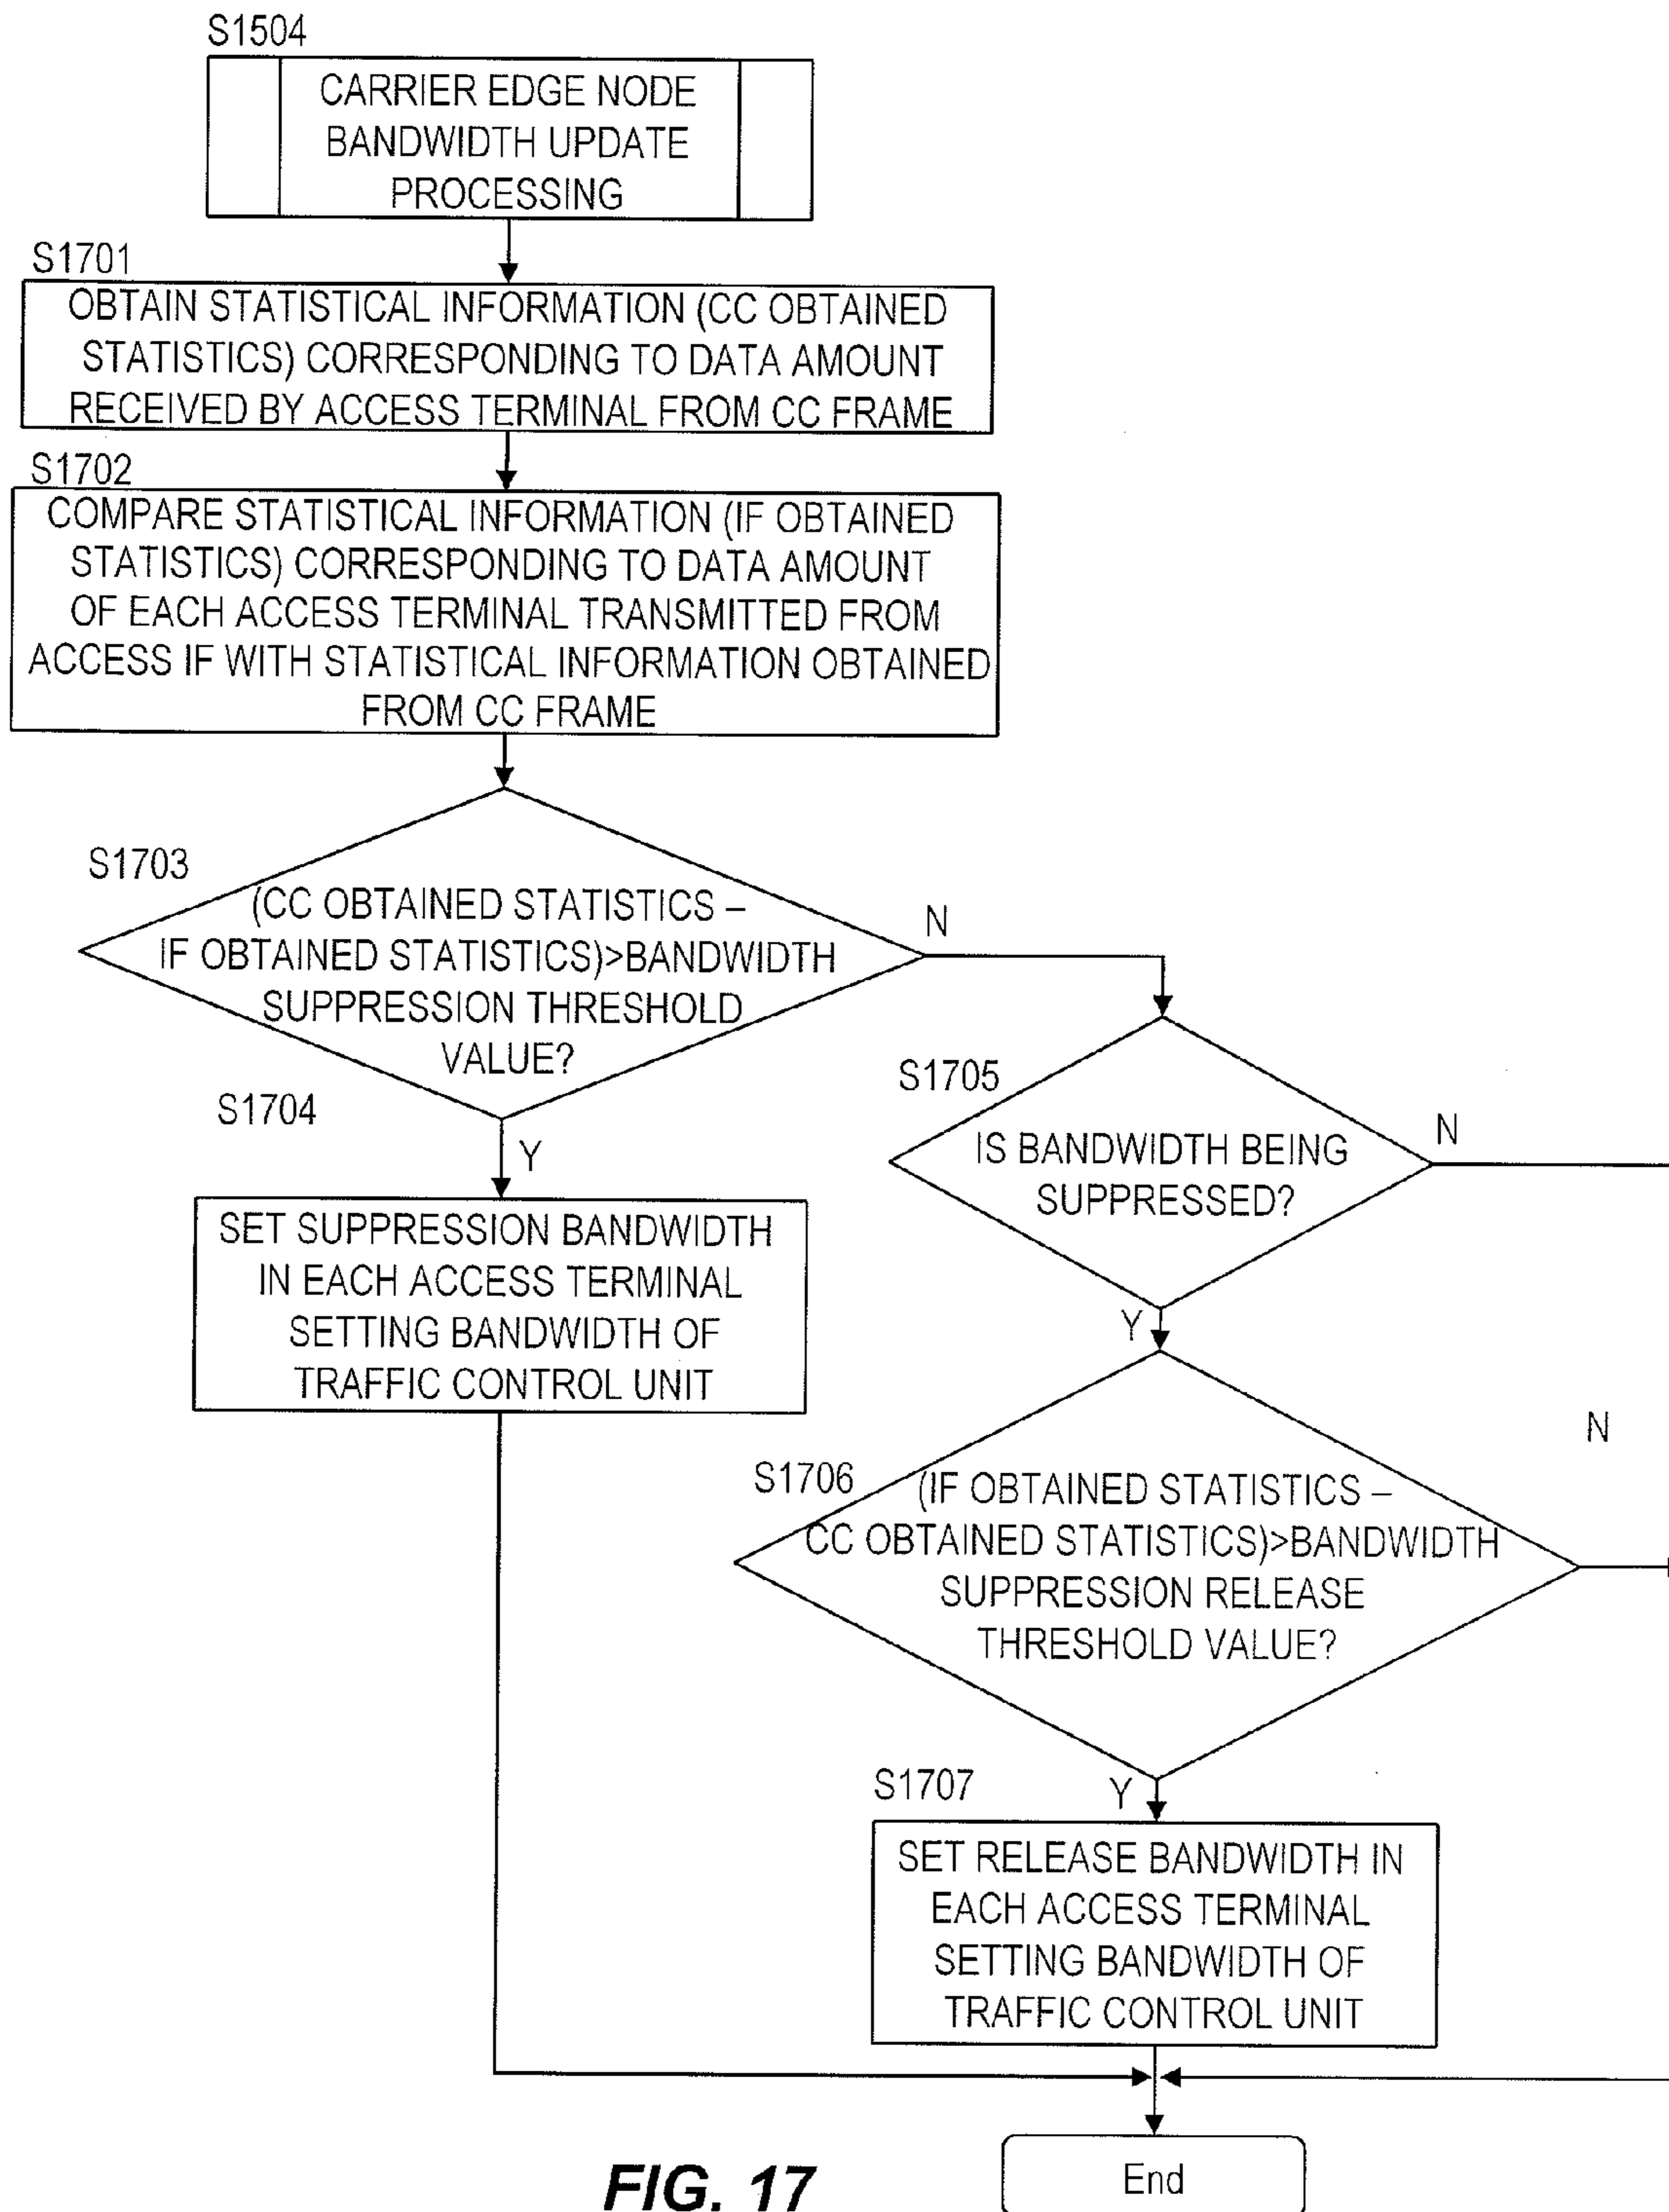 S1504
CARRIER EDGE NODE
BANDWIDTH UPDATE
PROCESSING
S1701
OBTAIN STATISTICAL INFORMATION (CC OBTAINED
STATISTICS) CORRESPONDING TO DATA AMOUNT
RECEIVED BY ACCESS TERMINAL FROM CC FRAME
S1702
COMPARE STATISTICAL INFORMATION (IF OBTAINED
STATISTICS) CORRESPONDING TO DATA AMOUNT
OF EACH ACCESS TERMINAL TRANSMITTED FROM
ACCESS IF WITH STATISTICAL INFORMATION OBTAINED
FROM CC FRAME
S1703
(CC OBTAINED STATISTICS –
IF OBTAINED STATISTICS)>BANDWIDTH
SUPPRESSION THRESHOLD
VALUE?
N
Y
S1704
SET SUPPRESSION BANDWIDTH
IN EACH ACCESS TERMINAL
SETTING BANDWIDTH OF
TRAFFIC CONTROL UNIT
S1705
IS BANDWIDTH BEING
SUPPRESSED?
N
Y
S1706
(IF OBTAINED STATISTICS –
CC OBTAINED STATISTICS)>BANDWIDTH
SUPPRESSION RELEASE
THRESHOLD VALUE?
N
Y
S1707
SET RELEASE BANDWIDTH IN
EACH ACCESS TERMINAL
SETTING BANDWIDTH OF
TRAFFIC CONTROL UNIT
End
FIG. 17